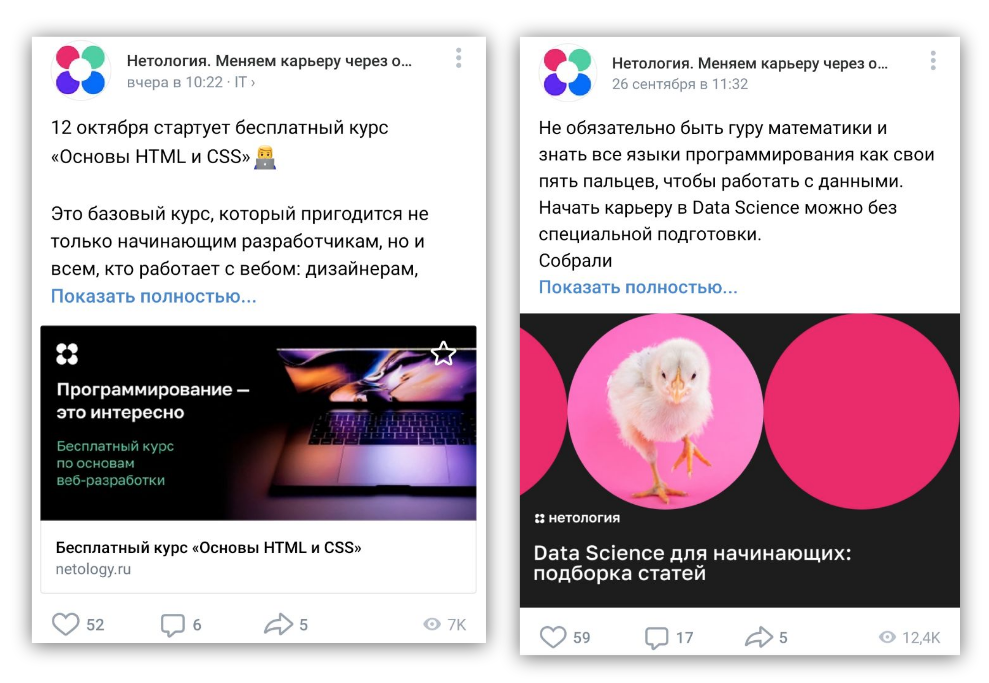 Нетология. Меняем карьеру через о...
вчера в 10:22 · IT ›
12 октября стартует бесплатный курс
«Основы HTML и CSS»
Это базовый курс, который пригодится не
только начинающим разработчикам, но и
всем, кто работает с вебом: дизайнерам,
Показать полностью...
Программирование —
это интересно
Бесплатный курс
по основам
веб-разработки
Бесплатный курс «Основы HTML и CSS»
netology.ru
52 6 5 7K
Нетология. Меняем карьеру через о...
26 сентября в 11:32
Не обязательно быть гуру математики и
знать все языки программирования как свои
пять пальцев, чтобы работать с данными.
Начать карьеру в Data Science можно без
специальной подготовки.
Собрали
Показать полностью...
нетология
Data Science для начинающих:
подборка статей
59 17 5 12,4K